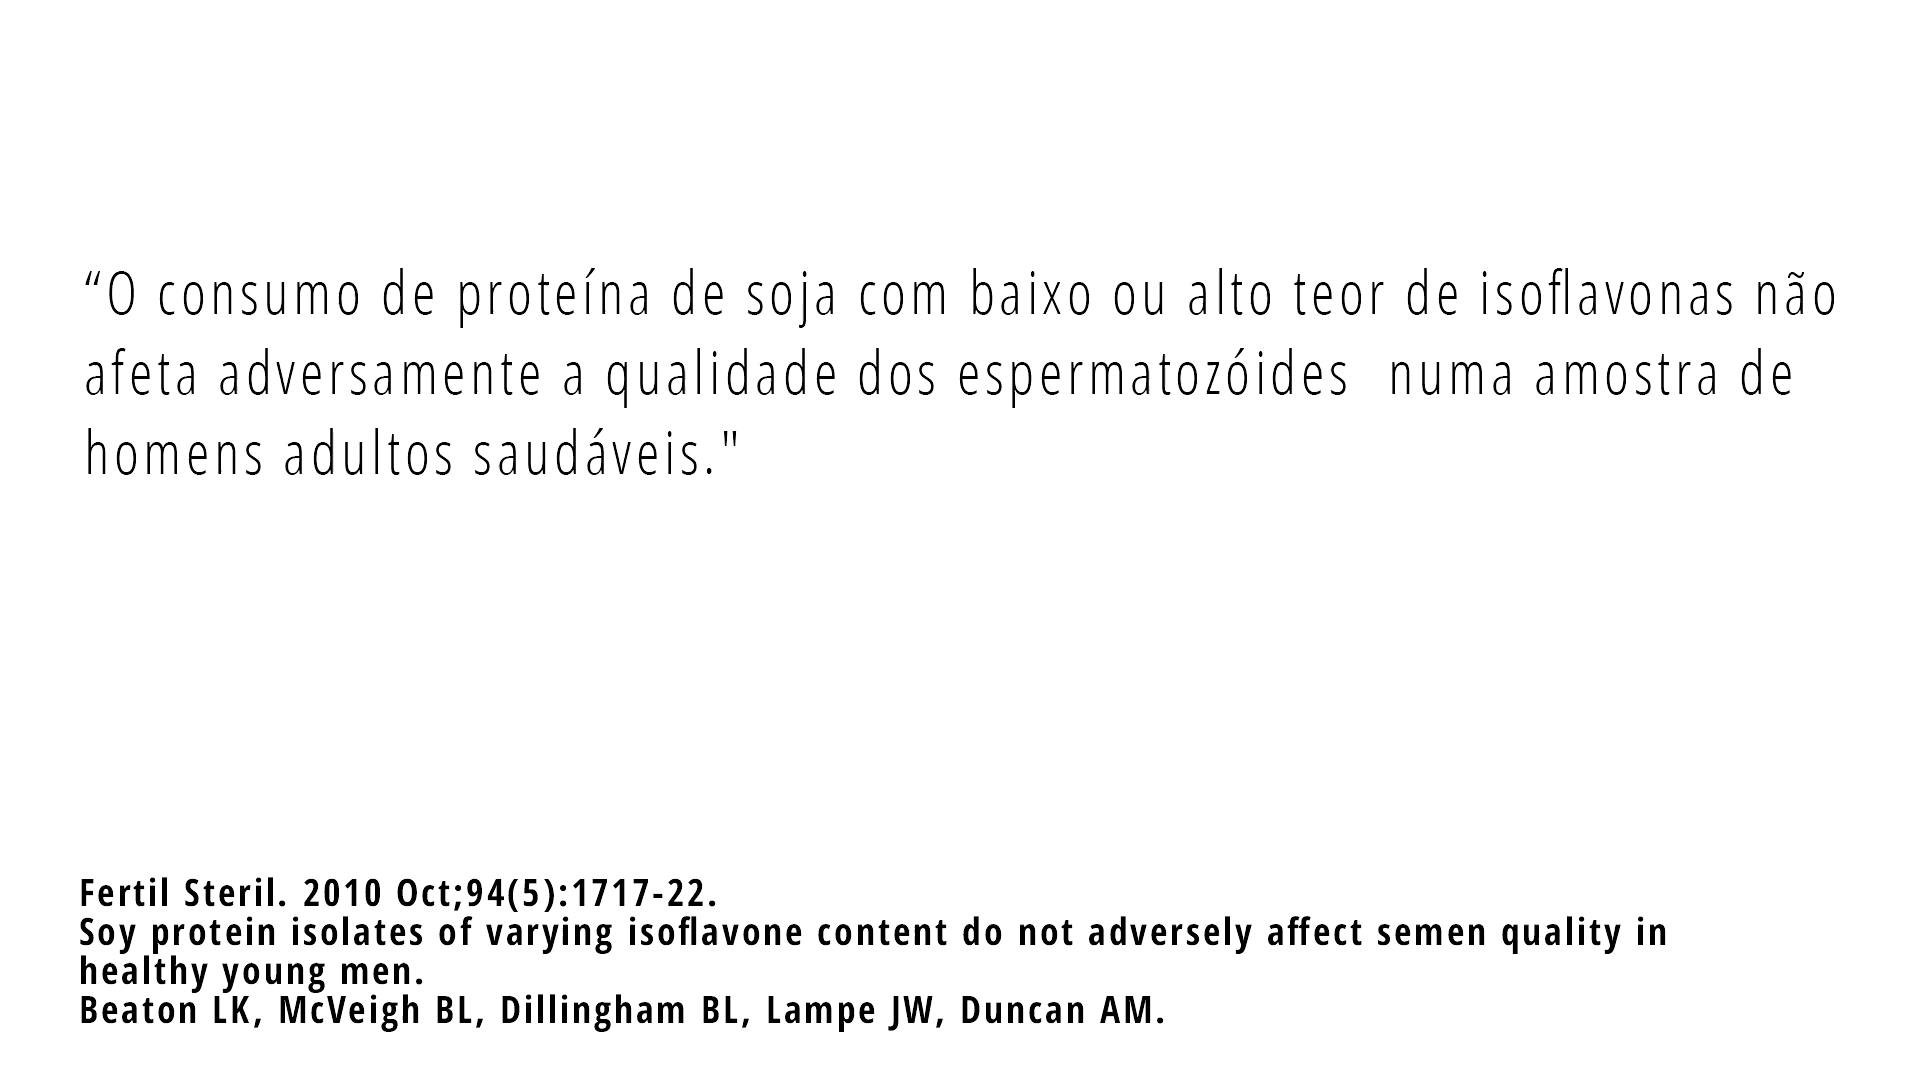 “O consumo de proteína de soja com baixo ou alto teor de isoflavonas não
afeta adversamente a qualidade dos espermatozóides  numa amostra de
homens adultos saudáveis."
Fertil Steril. 2010 Oct;94(5):1717-22.
Soy protein isolates of varying isoflavone content do not adversely affect semen quality in
healthy young men.
Beaton LK, McVeigh BL, Dillingham BL, Lampe JW, Duncan AM.